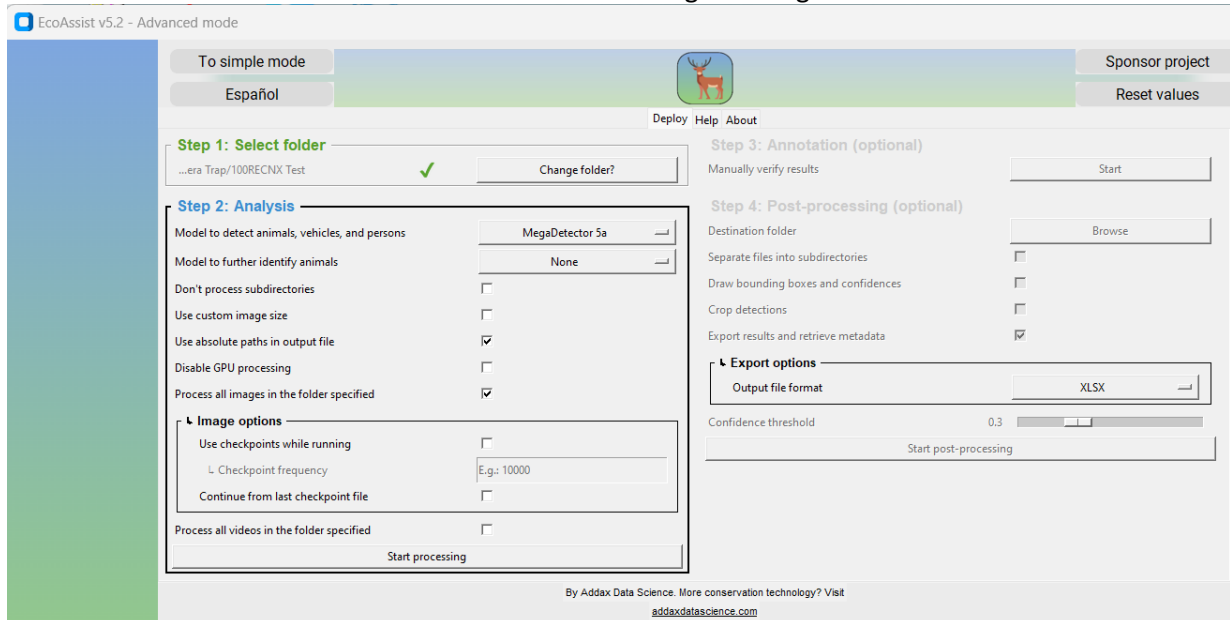 EcoAssist v5.2 - Advanced mode
To simple mode
Sponsor project
Español
Reset values
Deploy Help About
Step 1: Select folder
...era Trap/100RECNX Test
Change folder?
Step 2: Analysis
Model to detect animals, vehicles, and persons
MegaDetector 5a
Model to further identify animals
None
Don't process subdirectories
Use custom image size
Use absolute paths in output file
Disable GPU processing
Process all images in the folder specified
Image options
Use checkpoints while running
Checkpoint frequency
E.g.: 10000
Continue from last checkpoint file
Process all videos in the folder specified
Start processing
Step 3: Annotation (optional)
Manually verify results
Start
Step 4: Post-processing (optional)
Destination folder
Browse
Separate files into subdirectories
Draw bounding boxes and confidences
Crop detections
Export results and retrieve metadata
Export options
Output file format
XLSX
Confidence threshold
0.3
Start post-processing
By Addax Data Science. More conservation technology? Visit
addaxdatascience.com